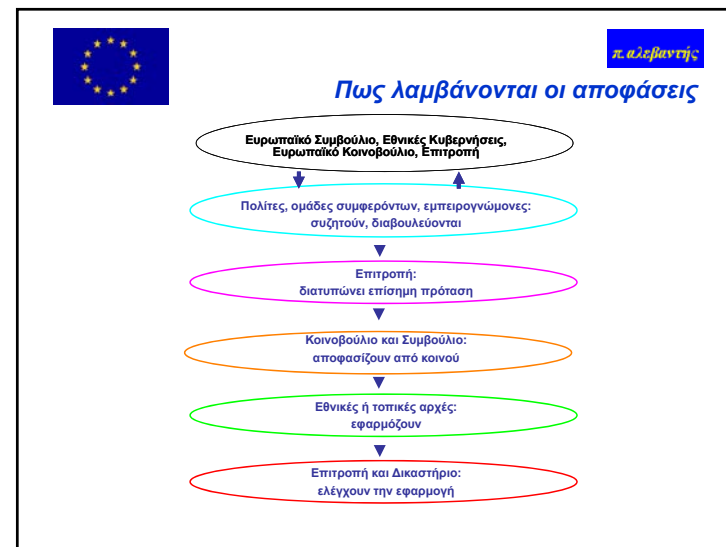 π.αλεβαντής
Πως λαμβάνονται οι αποφάσεις
Ευρωπαϊκό Συμβούλιο, Εθνικές Κυβερνήσεις,
Ευρωπαϊκό Κοινοβούλιο, Επιτροπή
Πολίτες, ομάδες συμφερόντων, εμπειρογνώμονες:
συζητούν, διαβουλεύονται
Επιτροπή:
διατυπώνει επίσημη πρόταση
Κοινοβούλιο και Συμβούλιο:
αποφασίζουν από κοινού
Εθνικές ή τοπικές αρχές:
εφαρμόζουν
Επιτροπή και Δικαστήριο:
ελέγχουν την εφαρμογή